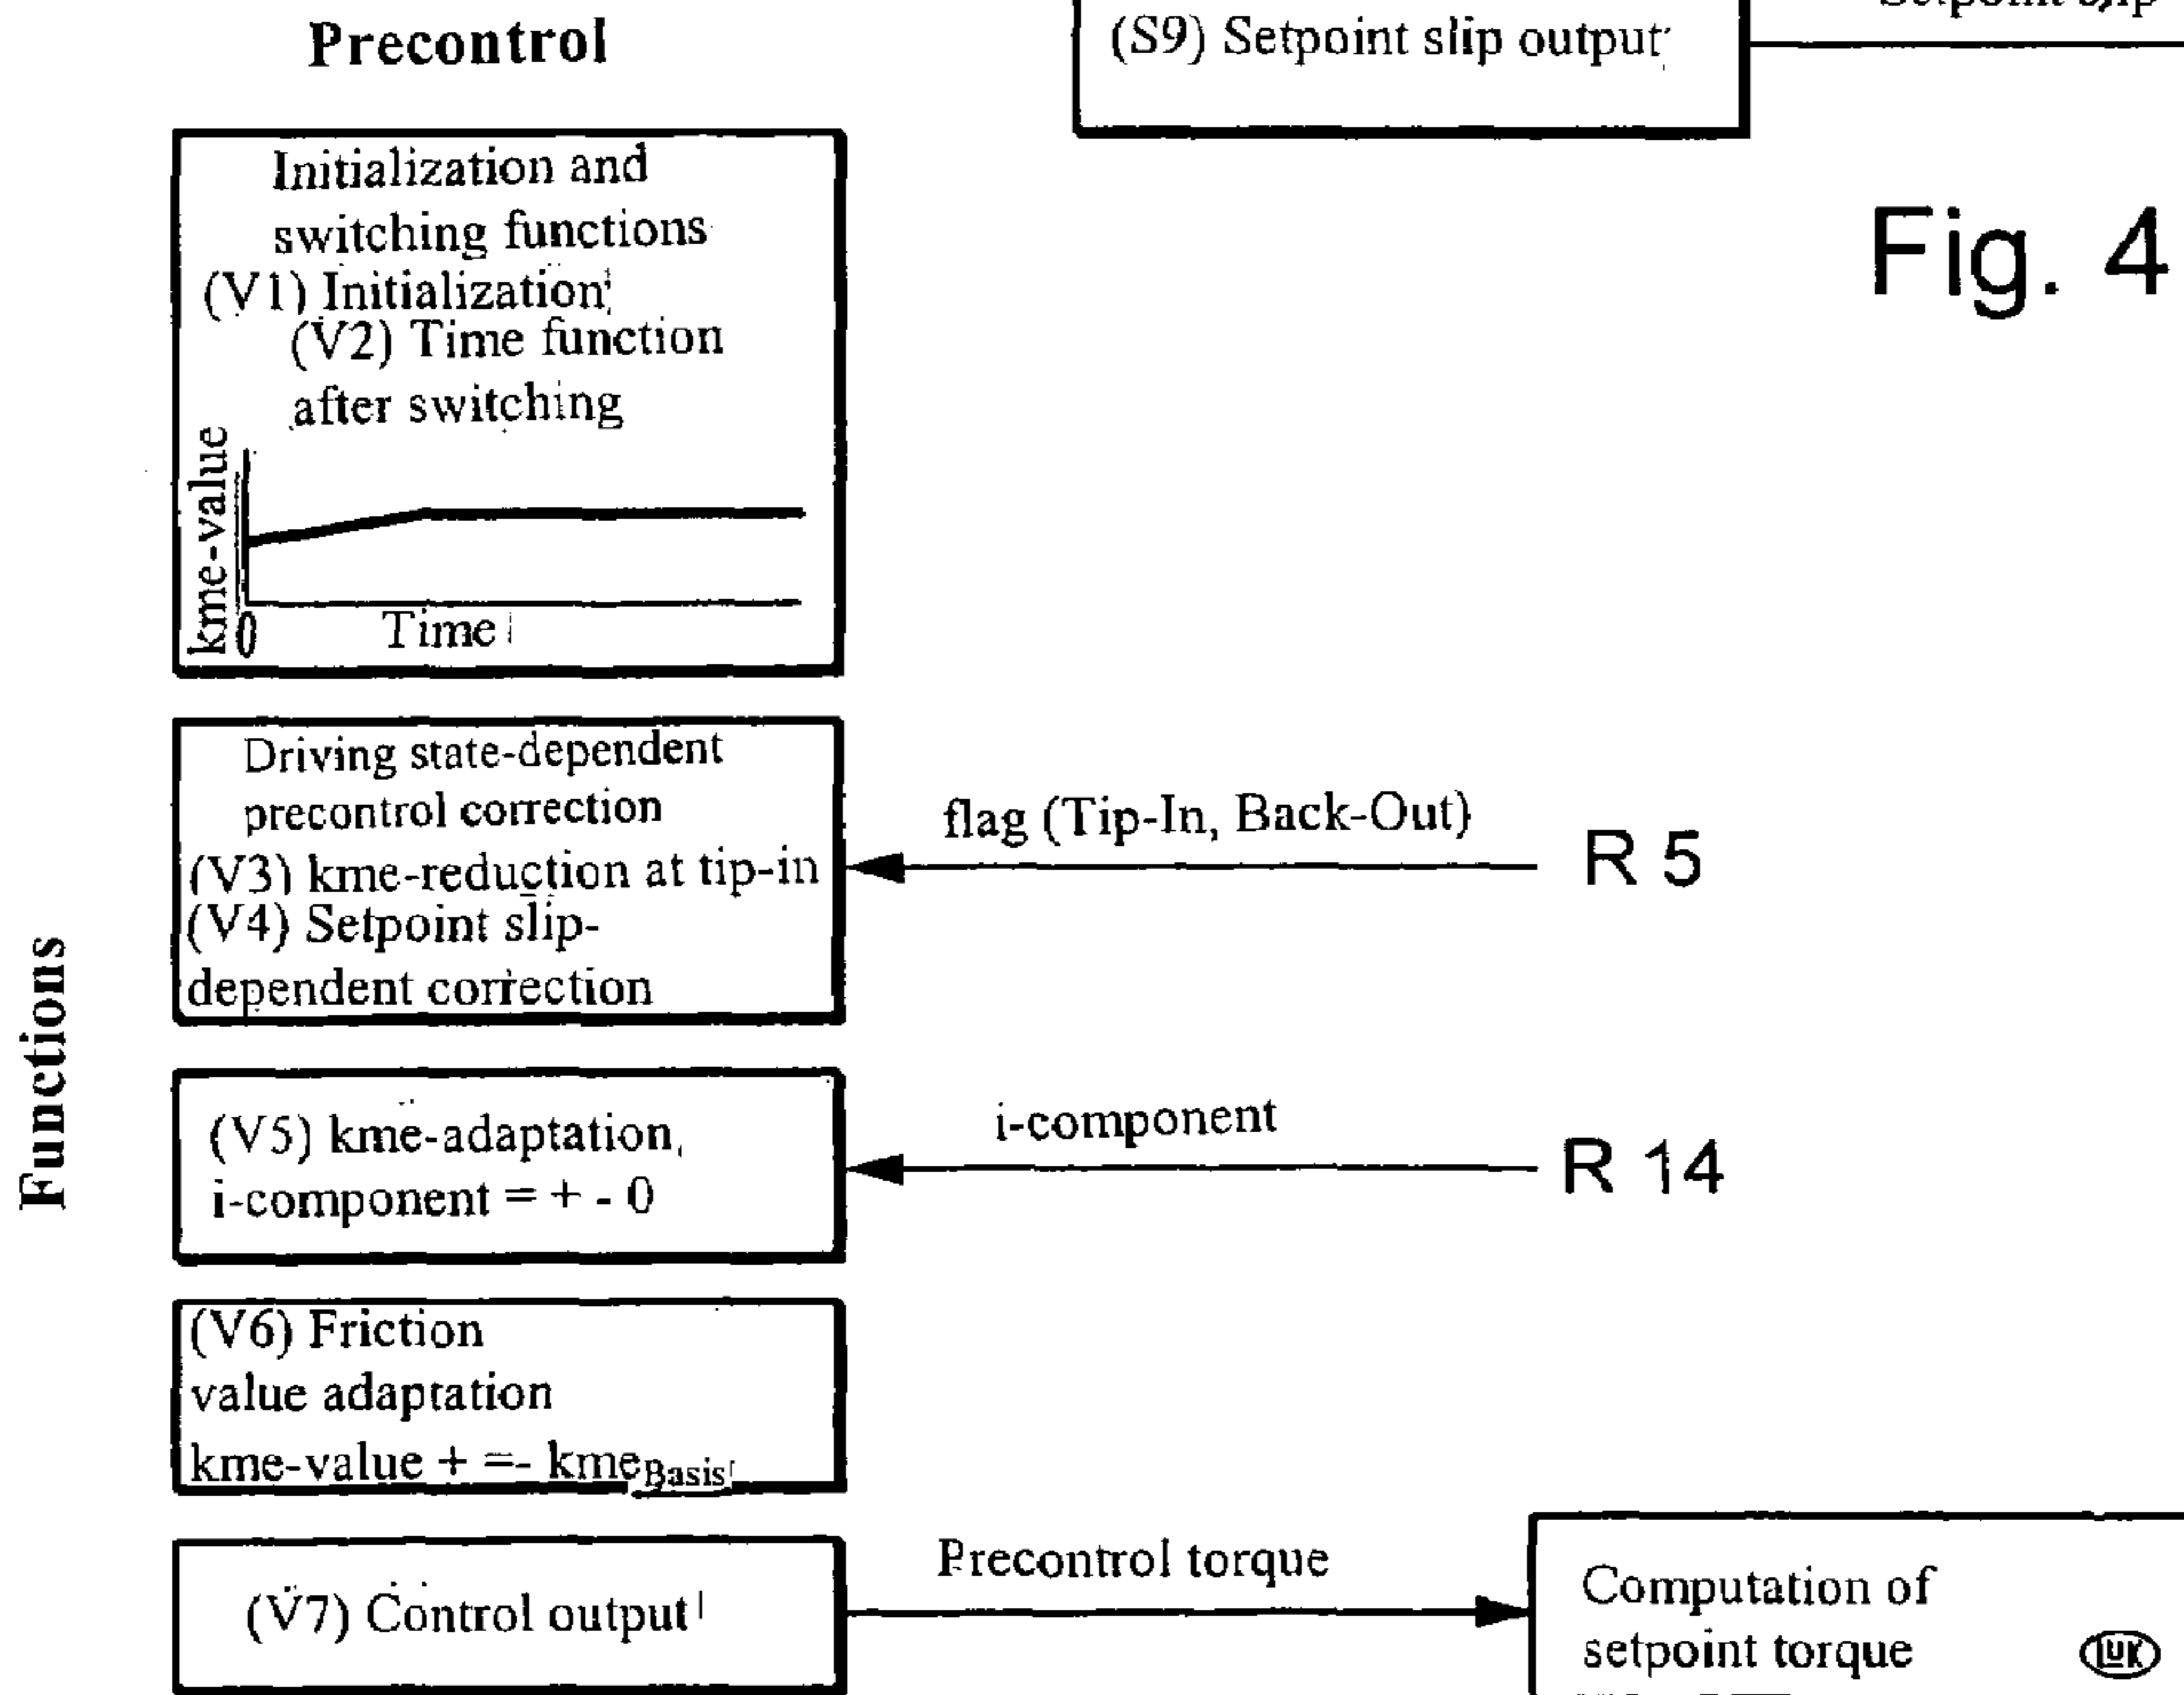 Precontrol
Setpoint slip
(S9) Setpoint slip output
Initialization and
switching functions
(V1) Initialization
(V2) Time function
after switching
kme-value
0
Time
Fig. 4
Functions
Driving state-dependent
precontrol correction
(V3) kme-reduction at tip-in
(V4) Setpoint slip-
dependent correction
flag (Tip-In, Back-Out)
R 5
(V5) kme-adaptation,
i-component = + - 0
i-component
R 14
(V6) Friction
value adaptation
kme-value + =- kmeBasis
(V7) Control output
Precontrol torque
Computation of
setpoint torque
LUK